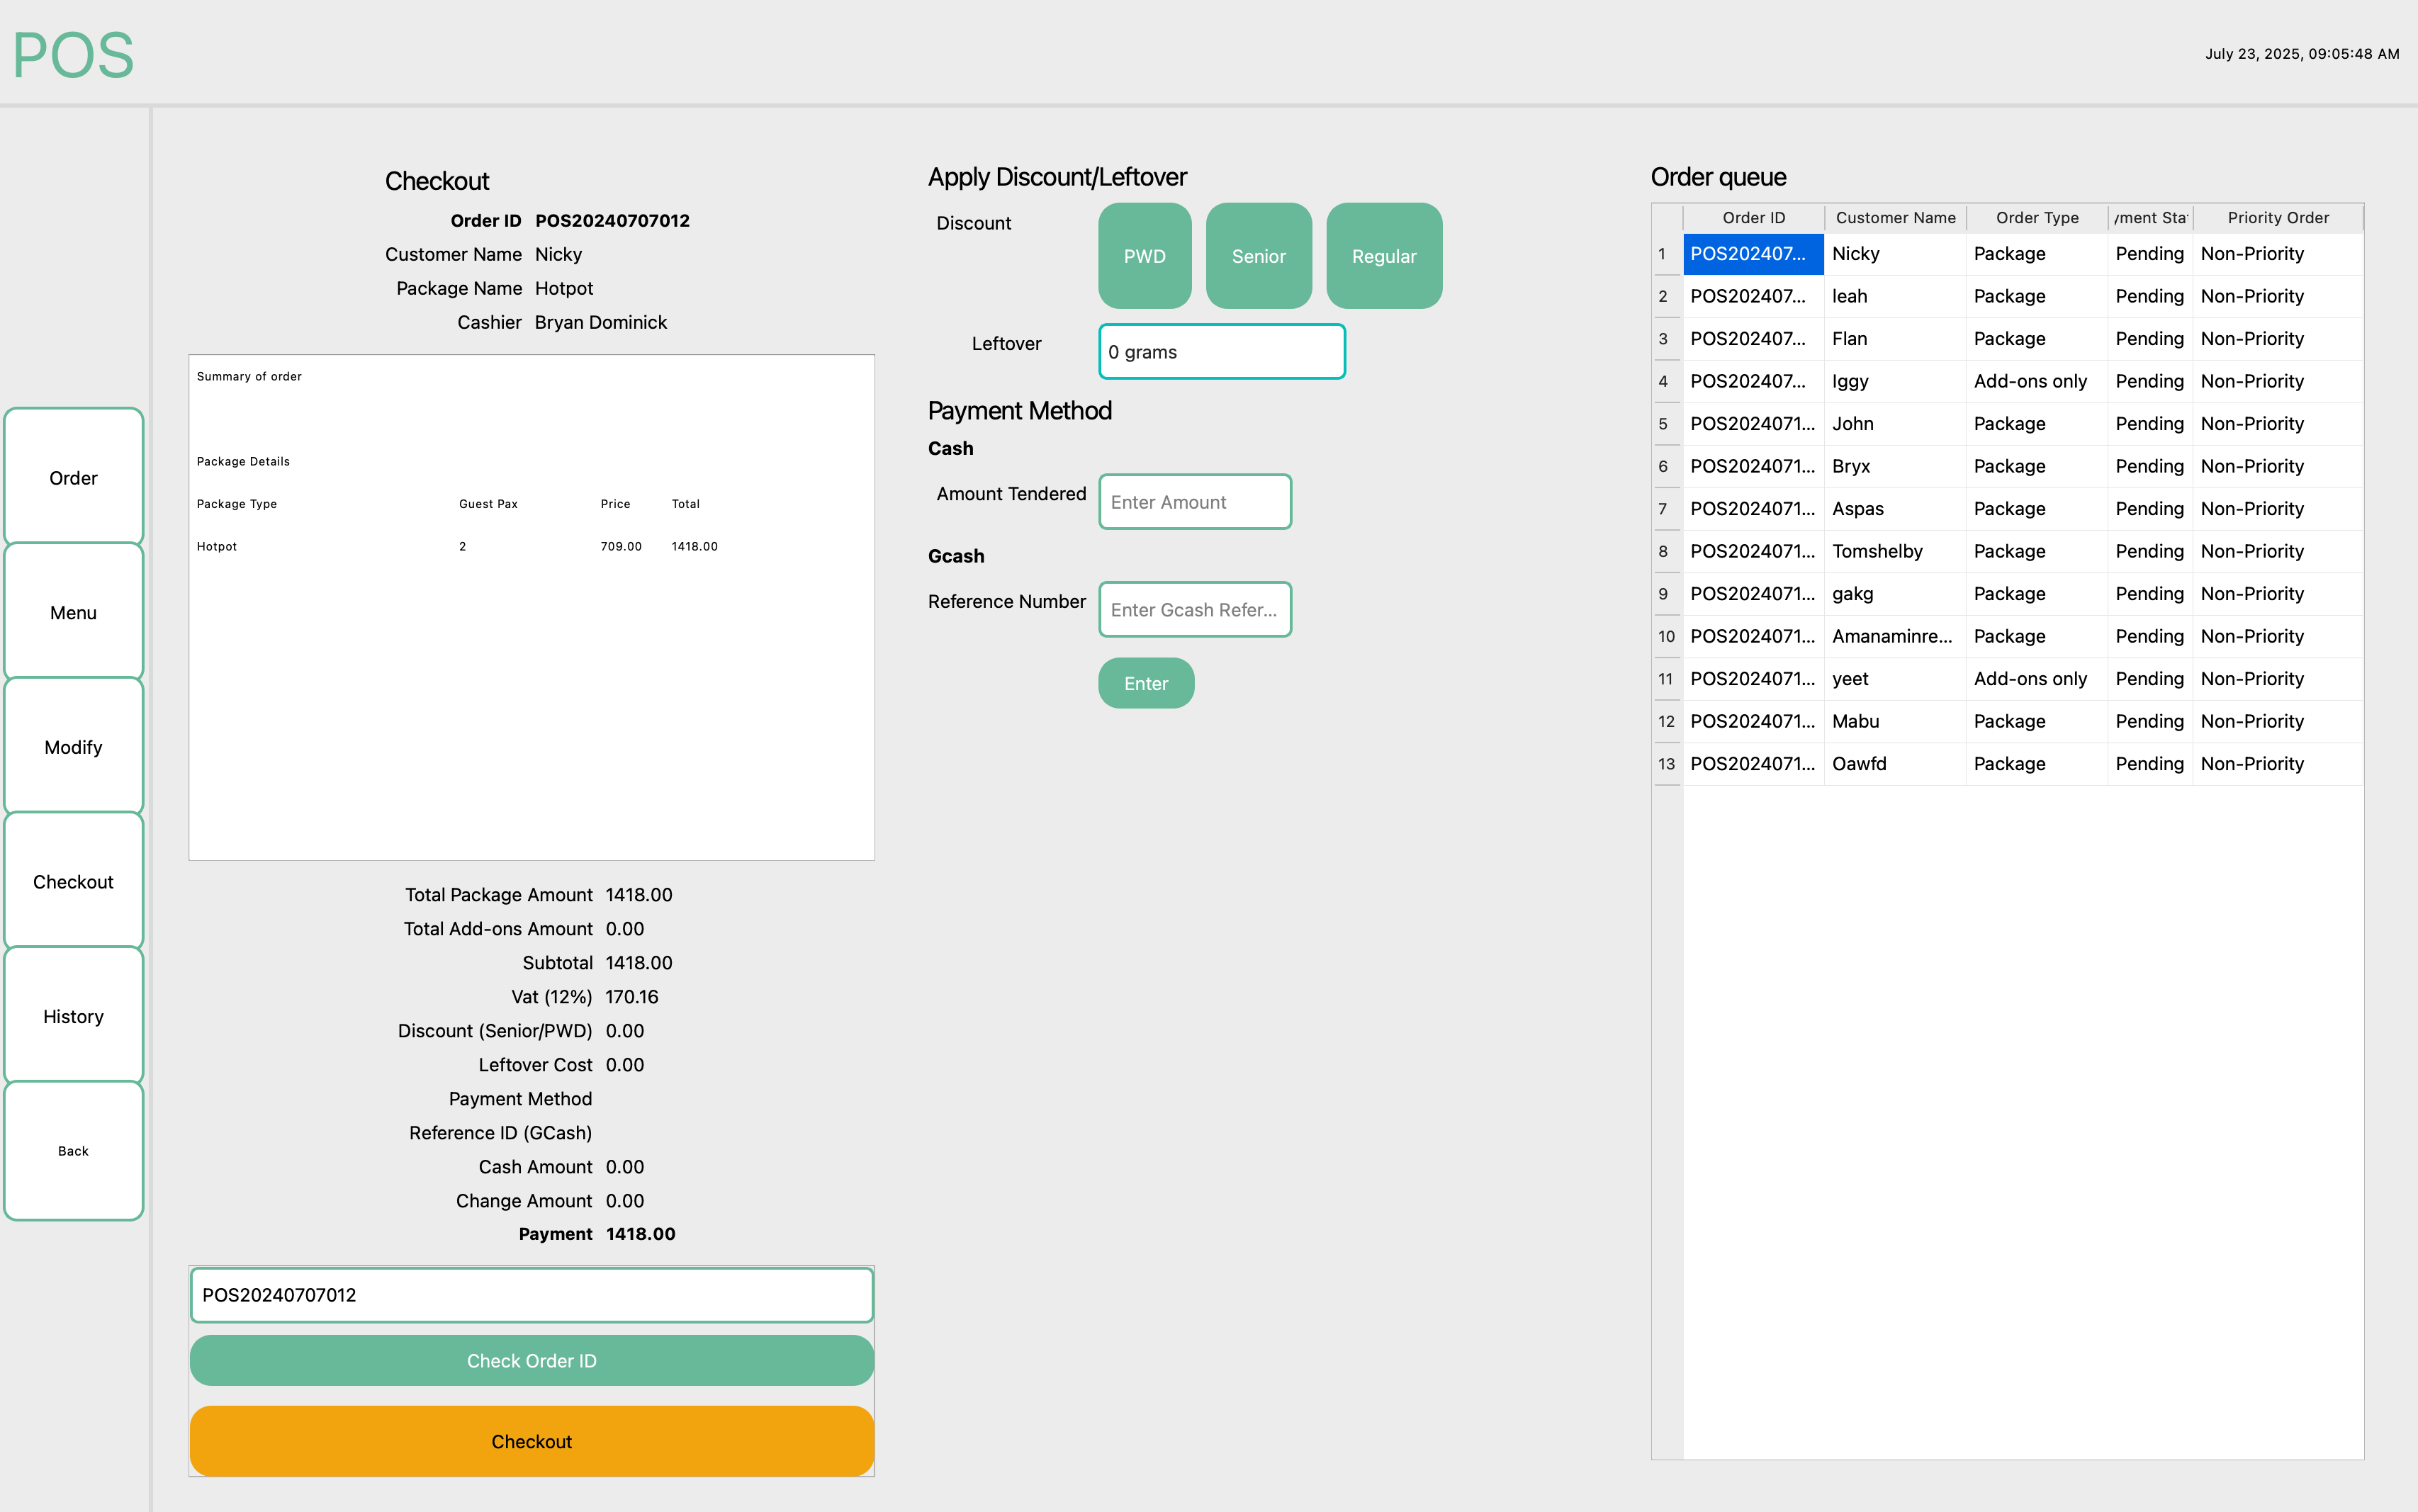 POS
July 23, 2025, 09:05:48 AM
Order
Menu
Modify
Checkout
History
Back
Checkout
Order ID POS20240707012
Customer Name Nicky
Package Name Hotpot
Cashier Bryan Dominick
Summary of order
Package Details
Package Type Guest Pax Price Total
Hotpot 2 709.00 1418.00
Total Package Amount 1418.00
Total Add-ons Amount 0.00
Subtotal 1418.00
Vat (12%) 170.16
Discount (Senior/PWD) 0.00
Leftover Cost 0.00
Payment Method
Reference ID (GCash)
Cash Amount 0.00
Change Amount 0.00
Payment 1418.00
POS20240707012
Check Order ID
Checkout
Apply Discount/Leftover
Discount PWD Senior Regular
Leftover 0 grams
Payment Method
Cash
Amount Tendered Enter Amount
Gcash
Reference Number Enter Gcash Refer...
Enter
Order queue
Order ID Customer Name Order Type yment Sta Priority Order
1 POS202407... Nicky Package Pending Non-Priority
2 POS202407... leah Package Pending Non-Priority
3 POS202407... Flan Package Pending Non-Priority
4 POS202407... Iggy Add-ons only Pending Non-Priority
5 POS2024071... John Package Pending Non-Priority
6 POS2024071... Bryx Package Pending Non-Priority
7 POS2024071... Aspas Package Pending Non-Priority
8 POS2024071... Tomshelby Package Pending Non-Priority
9 POS2024071... gakg Package Pending Non-Priority
10 POS2024071... Amanaminre... Package Pending Non-Priority
11 POS2024071... yeet Add-ons only Pending Non-Priority
12 POS2024071... Mabu Package Pending Non-Priority
13 POS2024071... Oawfd Package Pending Non-Priority